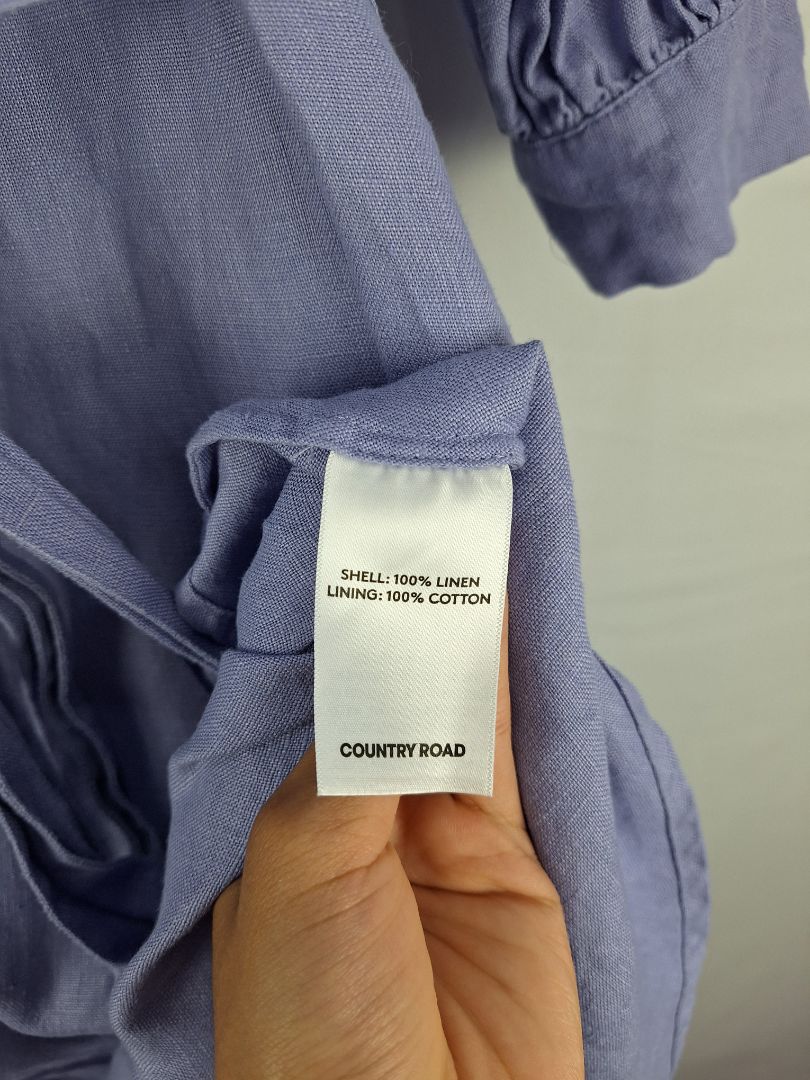 SHELL: 100% LINEN
LINING: 100% COTTON
COUNTRY ROAD